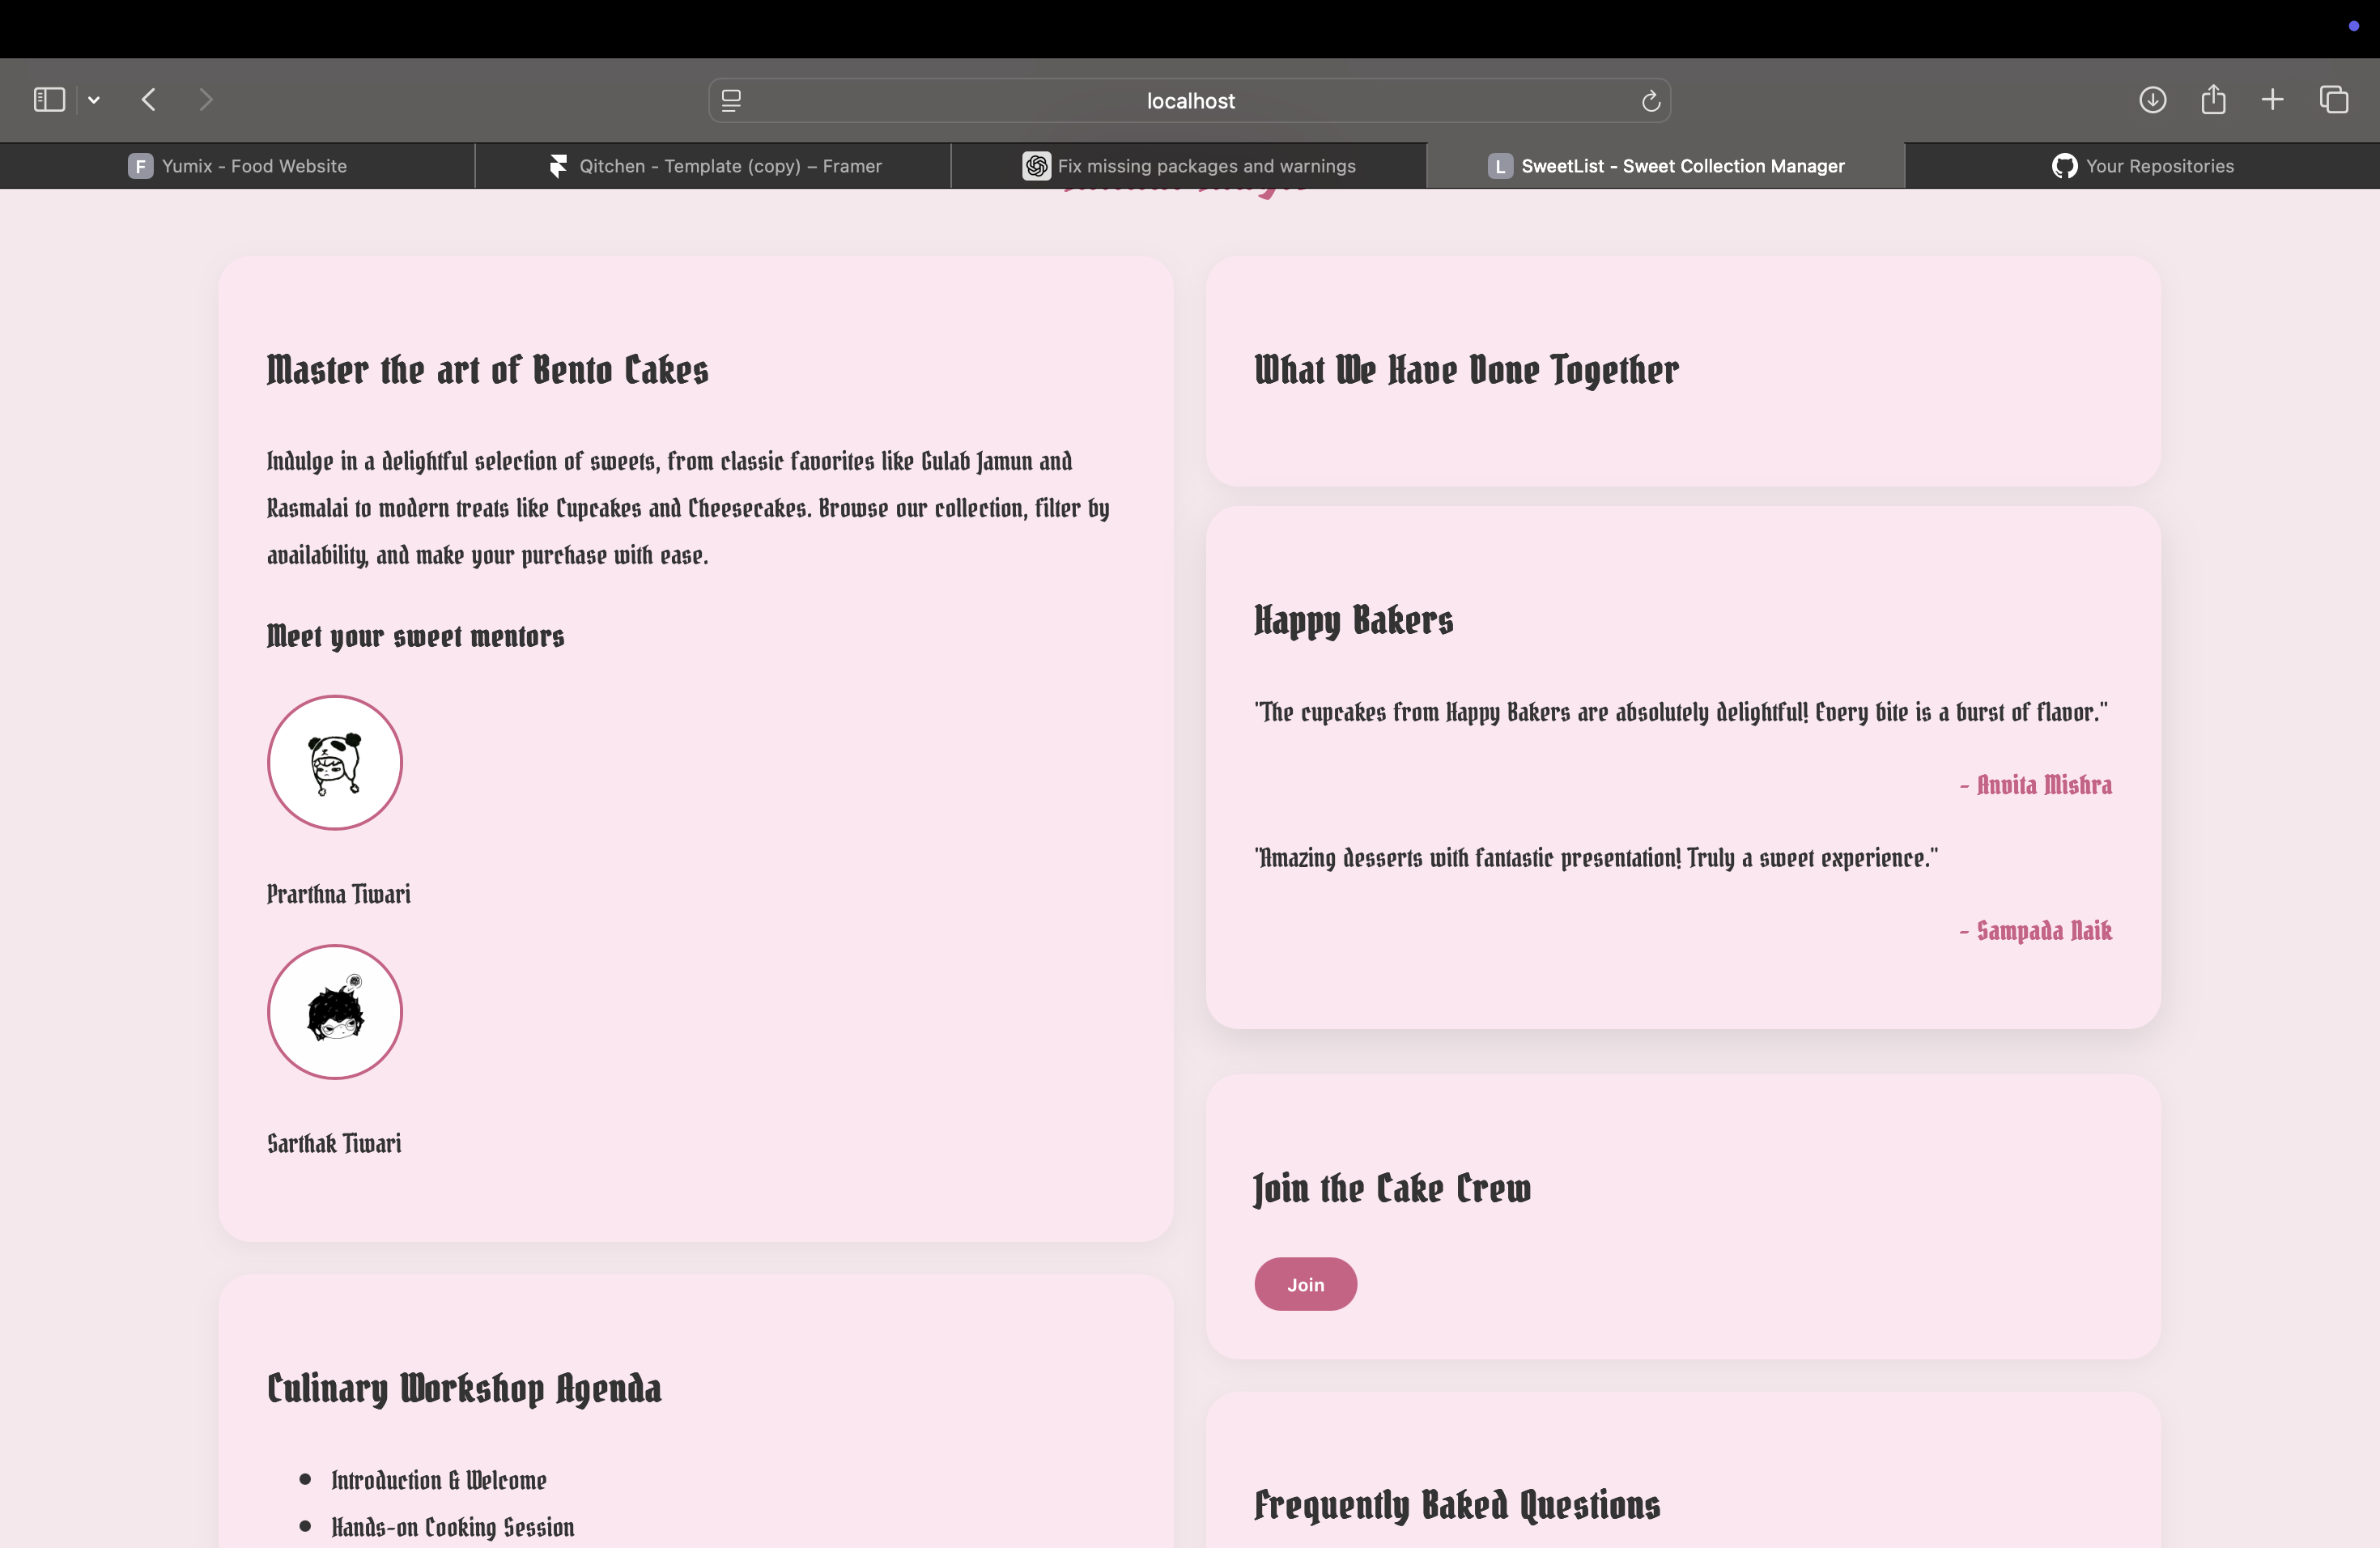 localhost
F Yumix - Food Website
Qitchen - Template (copy) – Framer
Fix missing packages and warnings
L SweetList - Sweet Collection Manager
Your Repositories
Master the art of Bento Cakes
Indulge in a delightful selection of sweets, from classic favorites like Gulab Jamun and
Rasmalai to modern treats like Cupcakes and Cheesecakes. Browse our collection, filter by
availability, and make your purchase with ease.
Meet your sweet mentors
Prarthna Tiwari
Sarthak Tiwari
Culinary Workshop Agenda
Introduction & Welcome
Hands-on Cooking Session
What We Have Done Together
Happy Bakers
"The cupcakes from Happy Bakers are absolutely delightful! Every bite is a burst of flavor."
- Anvita Mishra
"Amazing desserts with fantastic presentation! Truly a sweet experience."
- Sampada Naik
Join the Cake Crew
Join
Frequently Baked Questions